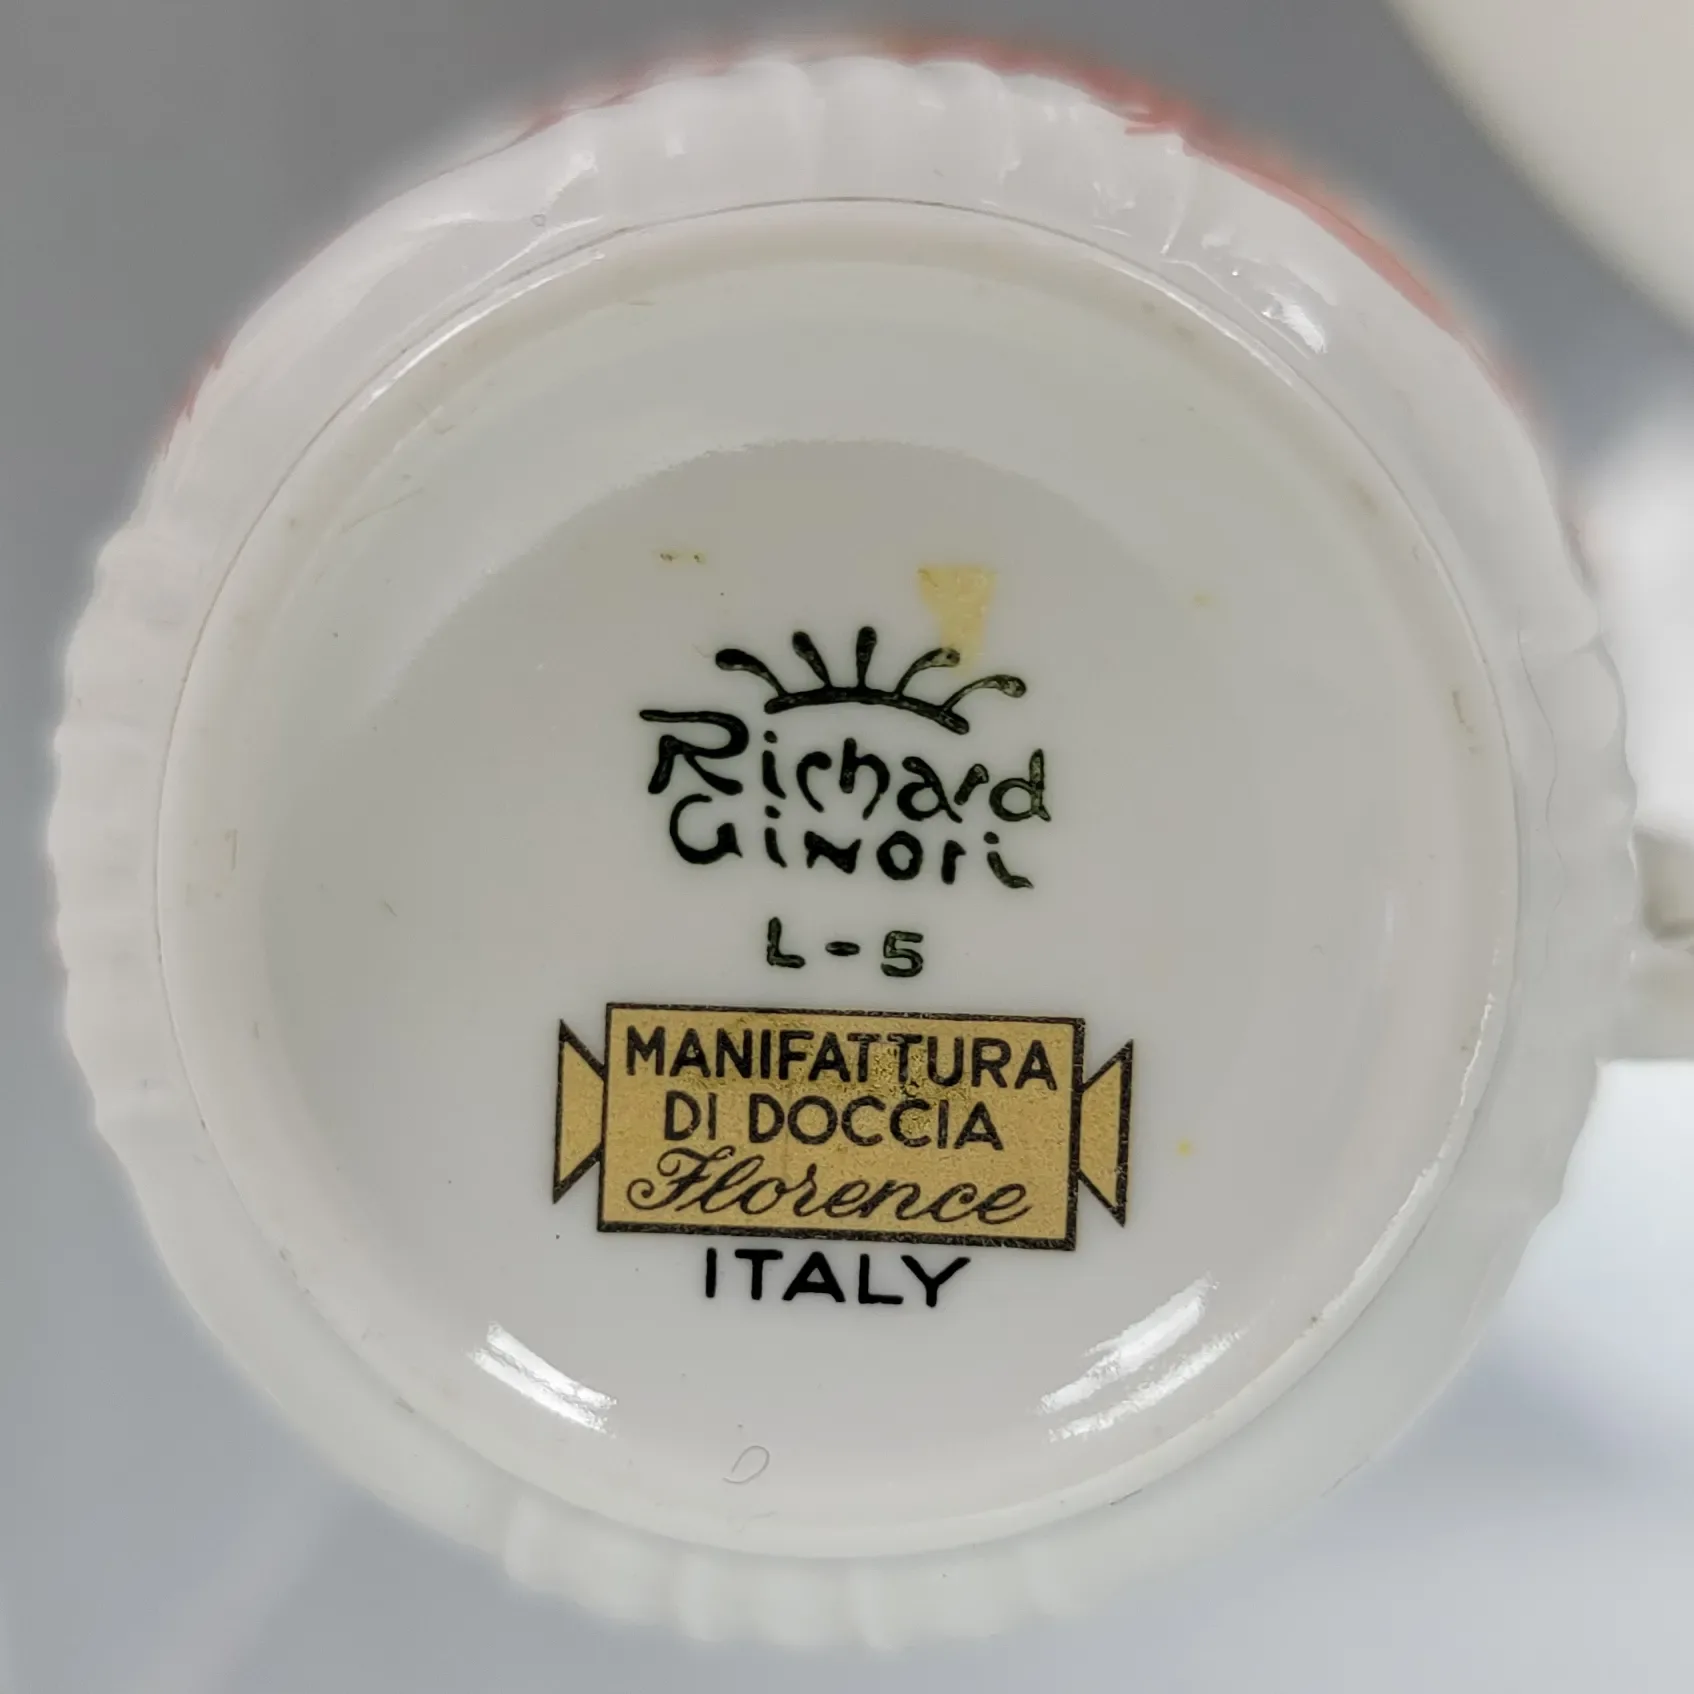 Richard
Ginori
L-5
MANIFATTURA
DI DOCCIA
Florence
ITALY